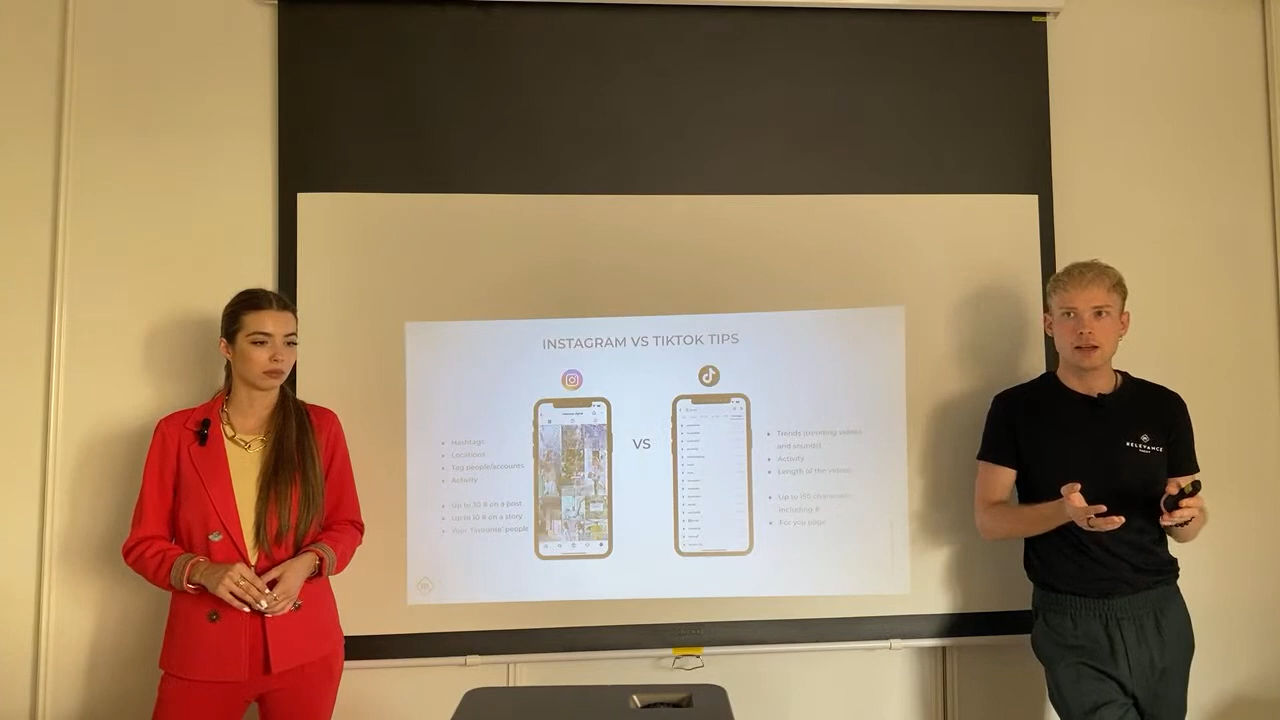 INSTAGRAM VS TIKTOK TIPS
Hashtags
Locations
Tag people/accounts
Activity
Up to 30 # on a post
Up to 10 # on a story
Your 'favourite' people
VS
Trends (trending videos
and sounds)
Activity
Length of the videos
Up to 150 characters
including #
For you page
RELEVANCE